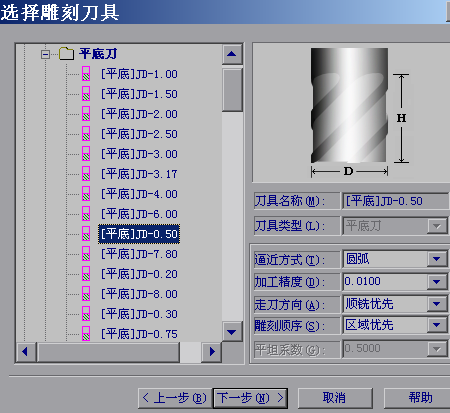 选择雕刻刀具
平底刀
[平底]JD-1.00
[平底]JD-1.50
[平底]JD-2.00
[平底]JD-2.50
[平底]JD-3.00
[平底]JD-3.17
[平底]JD-4.00
[平底]JD-6.00
[平底]JD-0.50
[平底]JD-7.80
[平底]JD-0.20
[平底]JD-8.00
[平底]JD-0.30
[平底]JD-0.75
H
D
刀具名称(M): [平底]JD-0.50
刀具类型(L): 平底刀
逼近方式(T): 圆弧
加工精度(D): 0.0100
走刀方向(A): 顺铣优先
雕刻顺序(S): 区域优先
平坦系数(G): 0.5000
< 上一步(B) 下一步(N) > 取消 帮助